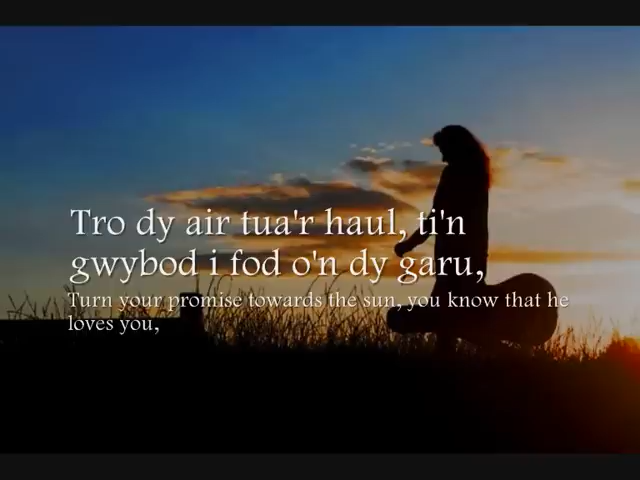 Tro dy air tua'r haul, ti'n
gwybod i fod o'n dy garu,
Turn your promise towards the sun, you know that he
loves you,